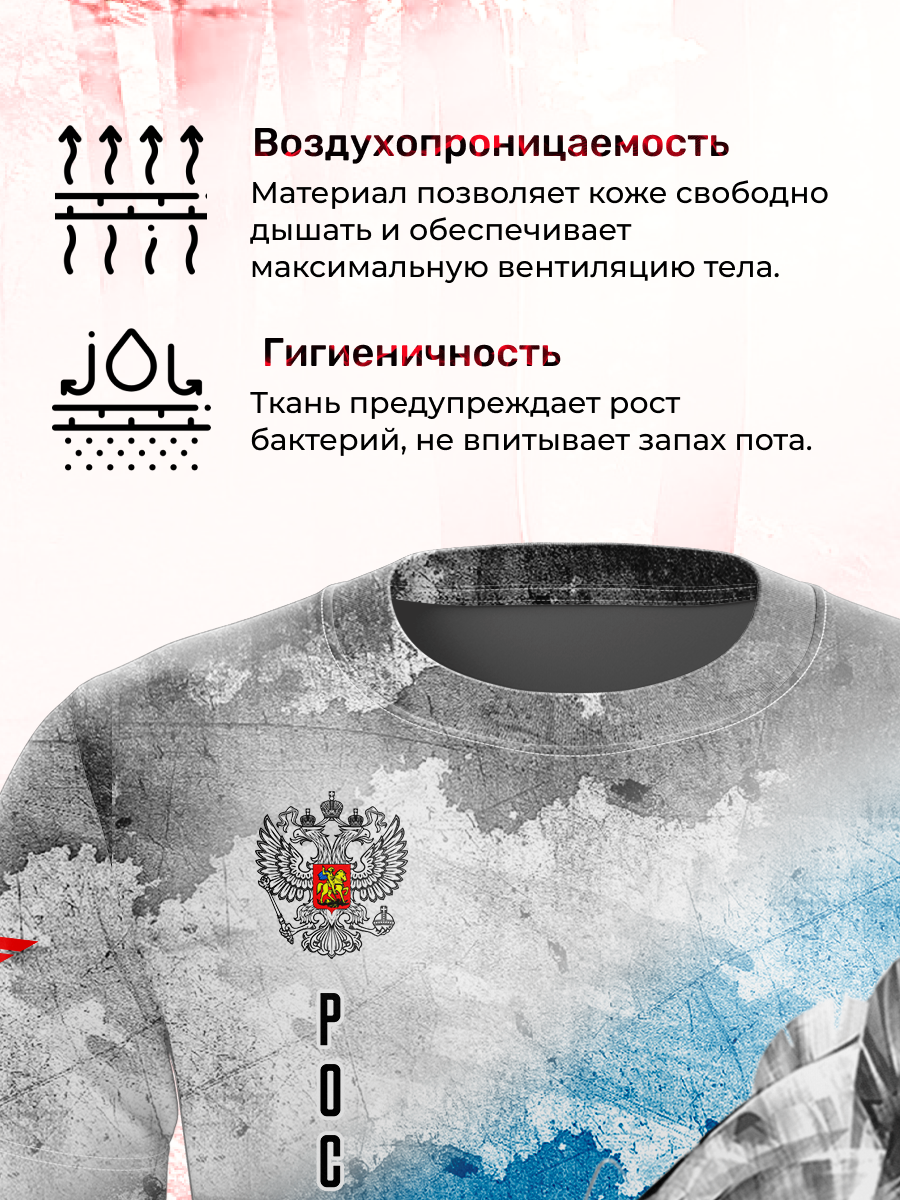 Воздухопроницаемость
Материал позволяет коже свободно
дышать и обеспечивает
максимальную вентиляцию тела.
Гигиеничность
Ткань предупреждает рост
бактерий, не впитывает запах пота.
Р
О
С